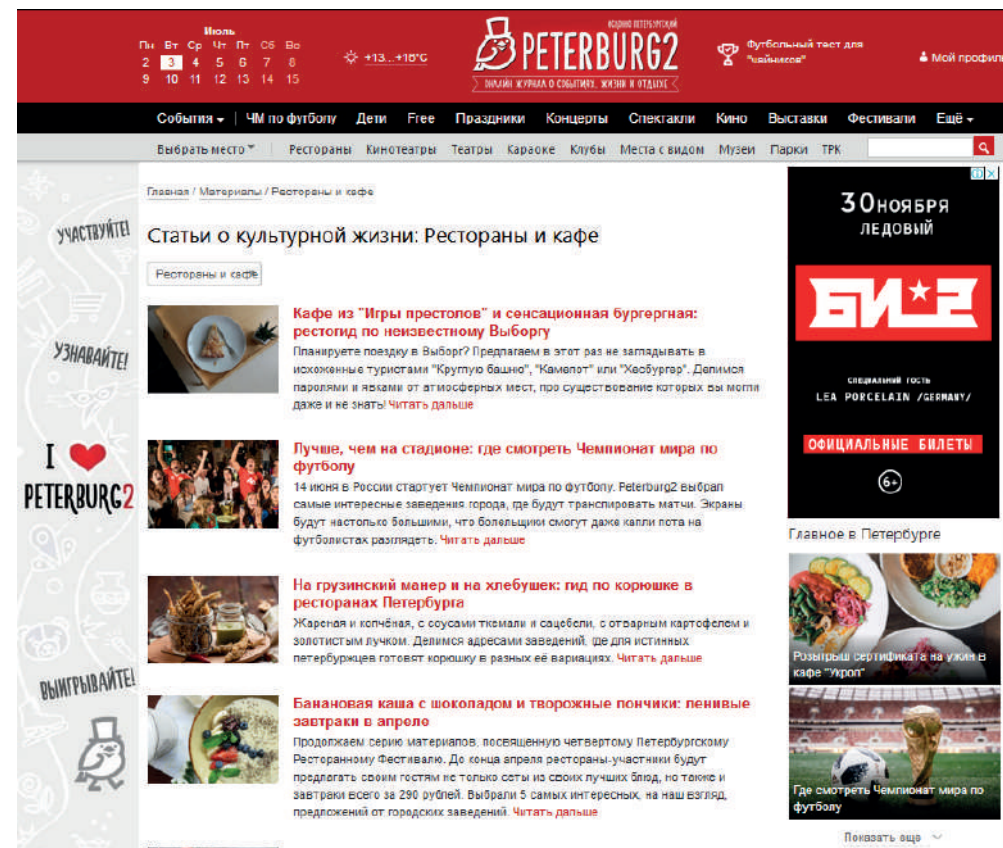 Июль
Пн Вт Ср Чт Пт Сб Вс
2 3 4 5 6 7 8
9 10 11 12 13 14 15
+13...+16°C
ИСКОННО ПЕТЕРБУРГСКИЙ
PETERBURG2
ОНЛАЙН ЖУРНАЛ О СОБЫТИЯХ, ЖИЗНИ И ОТДЫХЕ
Футбольный тест для
"чайников"
Мой профиль
События | ЧМ по футболу Дети Free Праздники Концерты Спектакли Кино Выставки Фестивали Ещё
Выбрать место Рестораны Кинотеатры Театры Караоке Клубы Места с видом Музеи Парки ТРК
УЧАСТВУЙТЕ!
УЗНАВАЙТЕ!
I
PETERBURG2
ВЫИГРЫВАЙТЕ!
Главная / Материалы / Рестораны и кафе
Статьи о культурной жизни: Рестораны и кафе
Рестораны и кафе
Кафе из "Игры престолов" и сенсационная бургерная:
рестогид по неизвестному Выборгу
Планируете поездку в Выборг? Предлагаем в этот раз не заглядывать в
исхоженные туристами "Круглую башню", "Камелот" или "Хесбургер". Делимся
паролями и явками от атмосферных мест, про существование которых вы могли
даже и не знать! Читать дальше
Лучше, чем на стадионе: где смотреть Чемпионат мира по
футболу
14 июня в России стартует Чемпионат мира по футболу. Peterburg2 выбрал
самые интересные заведения города, где будут транспировать матчи. Экраны
будут настолько большими, что болельщики смогут даже капли пота на
футболистах разглядеть. Читать дальше
На грузинский манер и на хлебушек: гид по корюшке в
ресторанах Петербурга
Жареная и копчёная, с соусами ткемали и сацебели, с отварным картофелем и
золотистым лучком. Делимся адресами заведений, где для истинных
петербуржцев готовят корюшку в разных её вариациях. Читать дальше
Банановая каша с шоколадом и творожные пончики: ленивые
завтраки в апреле
Продолжаем серию материалов, посвященную четвертому Петербургскому
Ресторанному Фестивалю. До конца апреля рестораны-участники будут
предлагать своим гостям не только сеты из своих лучших блюд, но также и
завтраки всего за 290 рублей. Выбрали 5 самых интересных, на наш взгляд,
предложений от городских заведений. Читать дальше
30 НОЯБРЯ
ЛЕДОВЫЙ
БИ★2
СПЕЦИАЛЬНЫЙ ГОСТЬ
LEA PORCELAIN /GERMANY/
ОФИЦИАЛЬНЫЕ БИЛЕТЫ
6+
Главное в Петербурге
Розыгрыш сертификата на ужин в
кафе "Укроп"
Где смотреть Чемпионат мира по
футболу
Показать еще